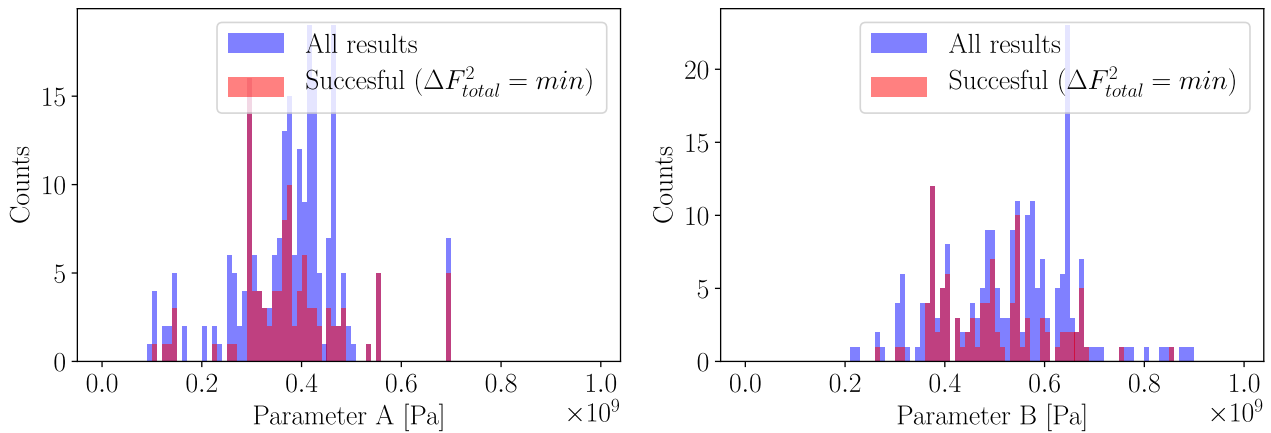 All results
Succesful (ΔF²_total = min)
15
10
5
0
Counts
0.0 0.2 0.4 0.6 0.8 1.0
Parameter A [Pa]
×10⁹
All results
Succesful (ΔF²_total = min)
20
15
10
5
0
Counts
0.0 0.2 0.4 0.6 0.8 1.0
Parameter B [Pa]
×10⁹